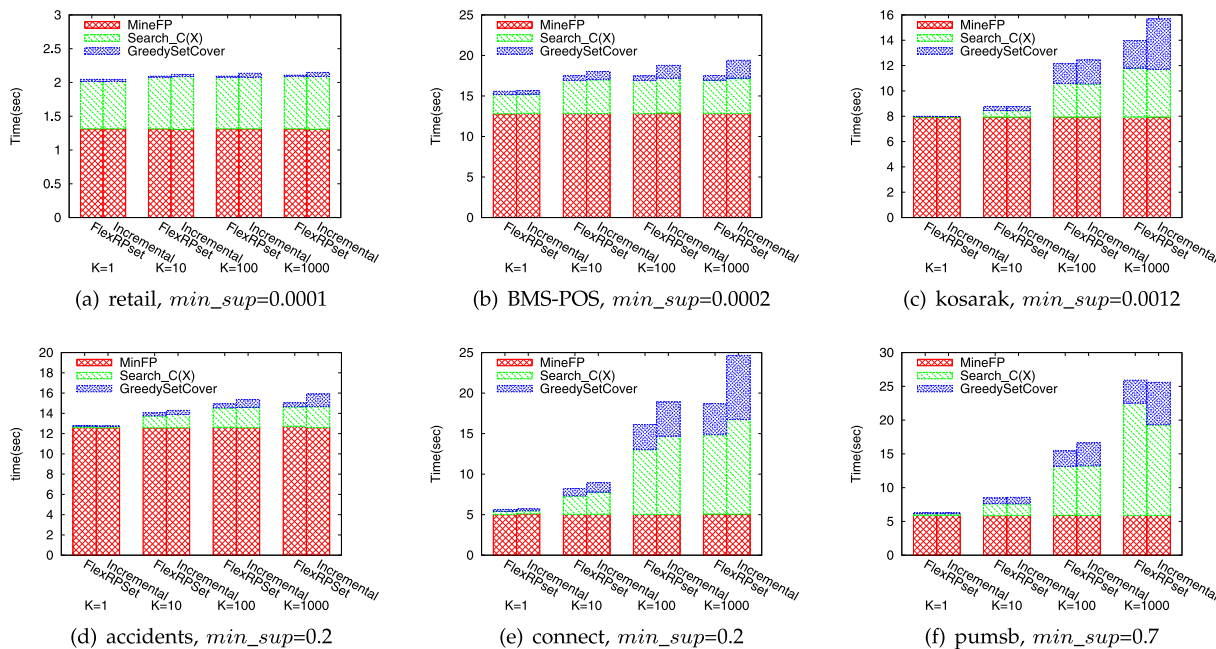 3
2.5
2
1.5
1
0.5
0
Time(sec)
MineFP
Search_C(X)
GreedySetCover
FlexRPset
Incremental
FlexRPset
Incremental
FlexRPset
Incremental
FlexRPset
Incremental
K=1
K=10
K=100
K=1000
(a) retail, min_sup=0.0001
25
20
15
10
5
0
Time(sec)
MineFP
Search_C(X)
GreedySetCover
FlexRPset
Incremental
FlexRPset
Incremental
FlexRPset
Incremental
FlexRPset
Incremental
K=1
K=10
K=100
K=1000
(b) BMS-POS, min_sup=0.0002
16
14
12
10
8
6
4
2
0
Time(sec)
MineFP
Search_C(X)
GreedySetCover
FlexRPset
Incremental
FlexRPset
Incremental
FlexRPset
Incremental
FlexRPset
Incremental
K=1
K=10
K=100
K=1000
(c) kosarak, min_sup=0.0012
20
18
16
14
12
10
8
6
4
2
0
time(sec)
MinFP
Search_C(X)
GreedySetCover
FlexRPSet
Incremental
FlexRPSet
Incremental
FlexRPSet
Incremental
FlexRPSet
Incremental
K=1
K=10
K=100
K=1000
(d) accidents, min_sup=0.2
25
20
15
10
5
0
Time(sec)
MineFP
Search_C(X)
GreedySetCover
FlexRPSet
Incremental
FlexRPSet
Incremental
FlexRPSet
Incremental
FlexRPSet
Incremental
K=1
K=10
K=100
K=1000
(e) connect, min_sup=0.2
30
25
20
15
10
5
0
Time(sec)
MineFP
Search_C(X)
GreedySetCover
FlexRPSet
Incremental
FlexRPSet
Incremental
FlexRPSet
Incremental
FlexRPSet
Incremental
K=1
K=10
K=100
K=1000
(f) pumsb, min_sup=0.7